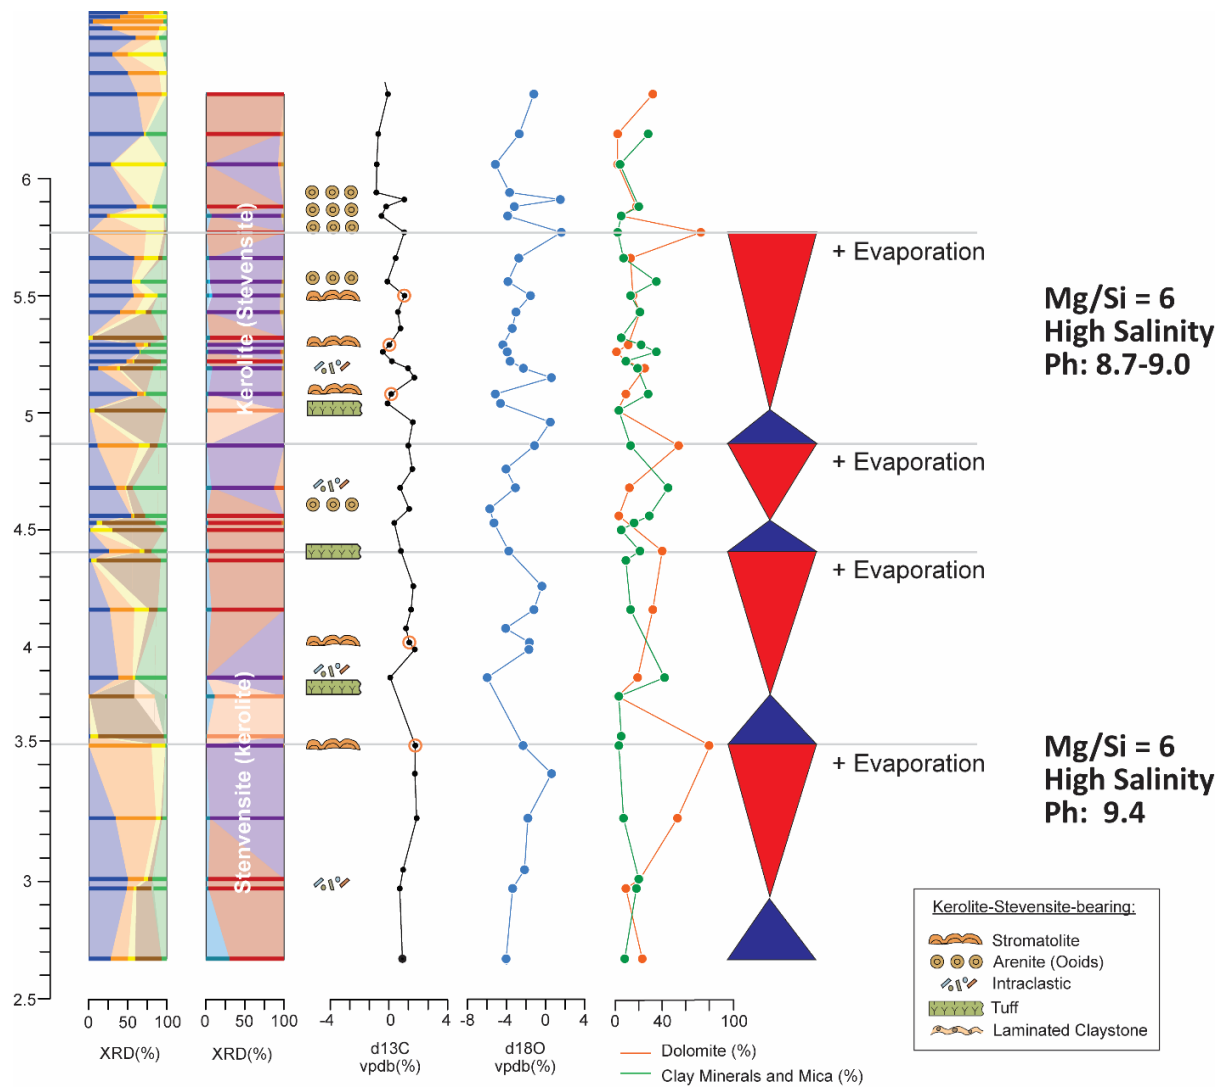 6
5.5
5
4.5
4
3.5
3
2.5
Kerolite (Stevensite)
Stenvensite (kerolite)
+ Evaporation
+ Evaporation
+ Evaporation
+ Evaporation
Mg/Si = 6
High Salinity
Ph: 8.7-9.0
Mg/Si = 6
High Salinity
Ph: 9.4
Kerolite-Stevensite-bearing:
Stromatolite
Arenite (Ooids)
Intraclastic
Tuff
Laminated Claystone
0 50 100
XRD(%)
0 50 100
XRD(%)
-4 0 4
d13C
vpdb(%)
-8 -4 0 4
d18O
vpdb(%)
0 40 100
Dolomite (%)
Clay Minerals and Mica (%)